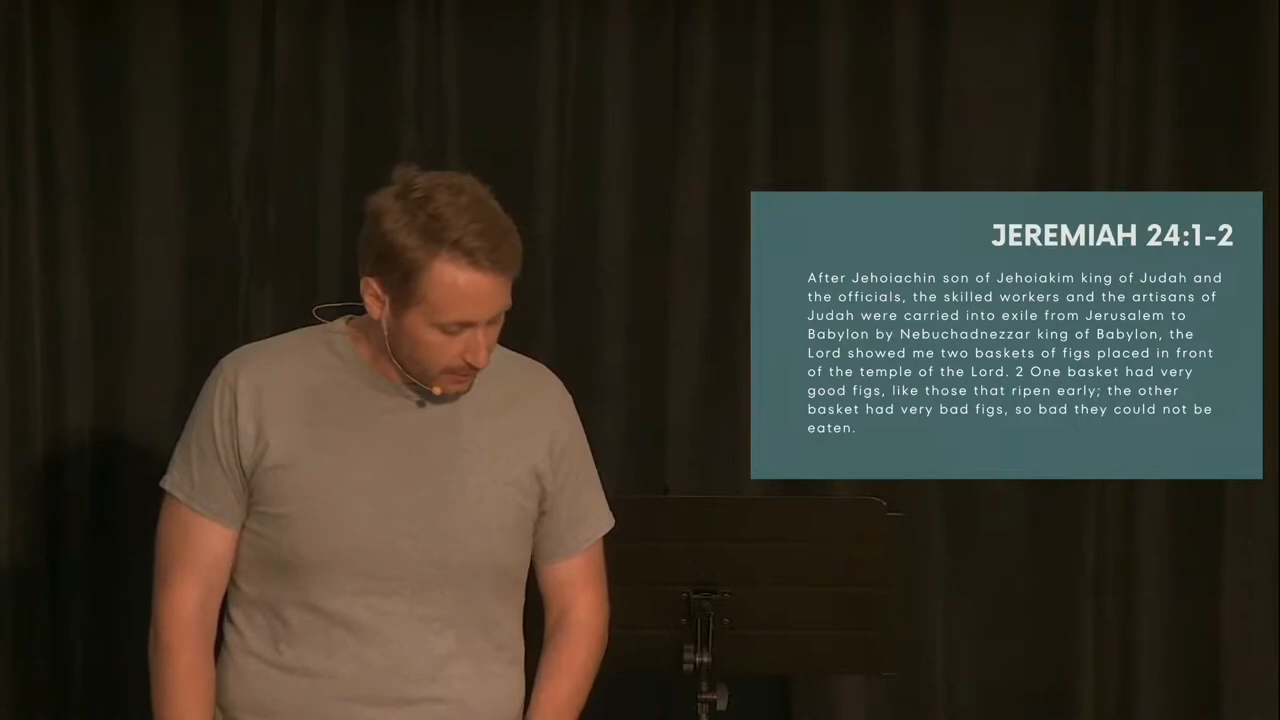 JEREMIAH 24:1-2
After Jehoiachin son of Jehoiakim king of Judah and
the officials, the skilled workers and the artisans of
Judah were carried into exile from Jerusalem to
Babylon by Nebuchadnezzar king of Babylon, the
Lord showed me two baskets of figs placed in front
of the temple of the Lord. 2 One basket had very
good figs, like those that ripen early; the other
basket had very bad figs, so bad they could not be
eaten.